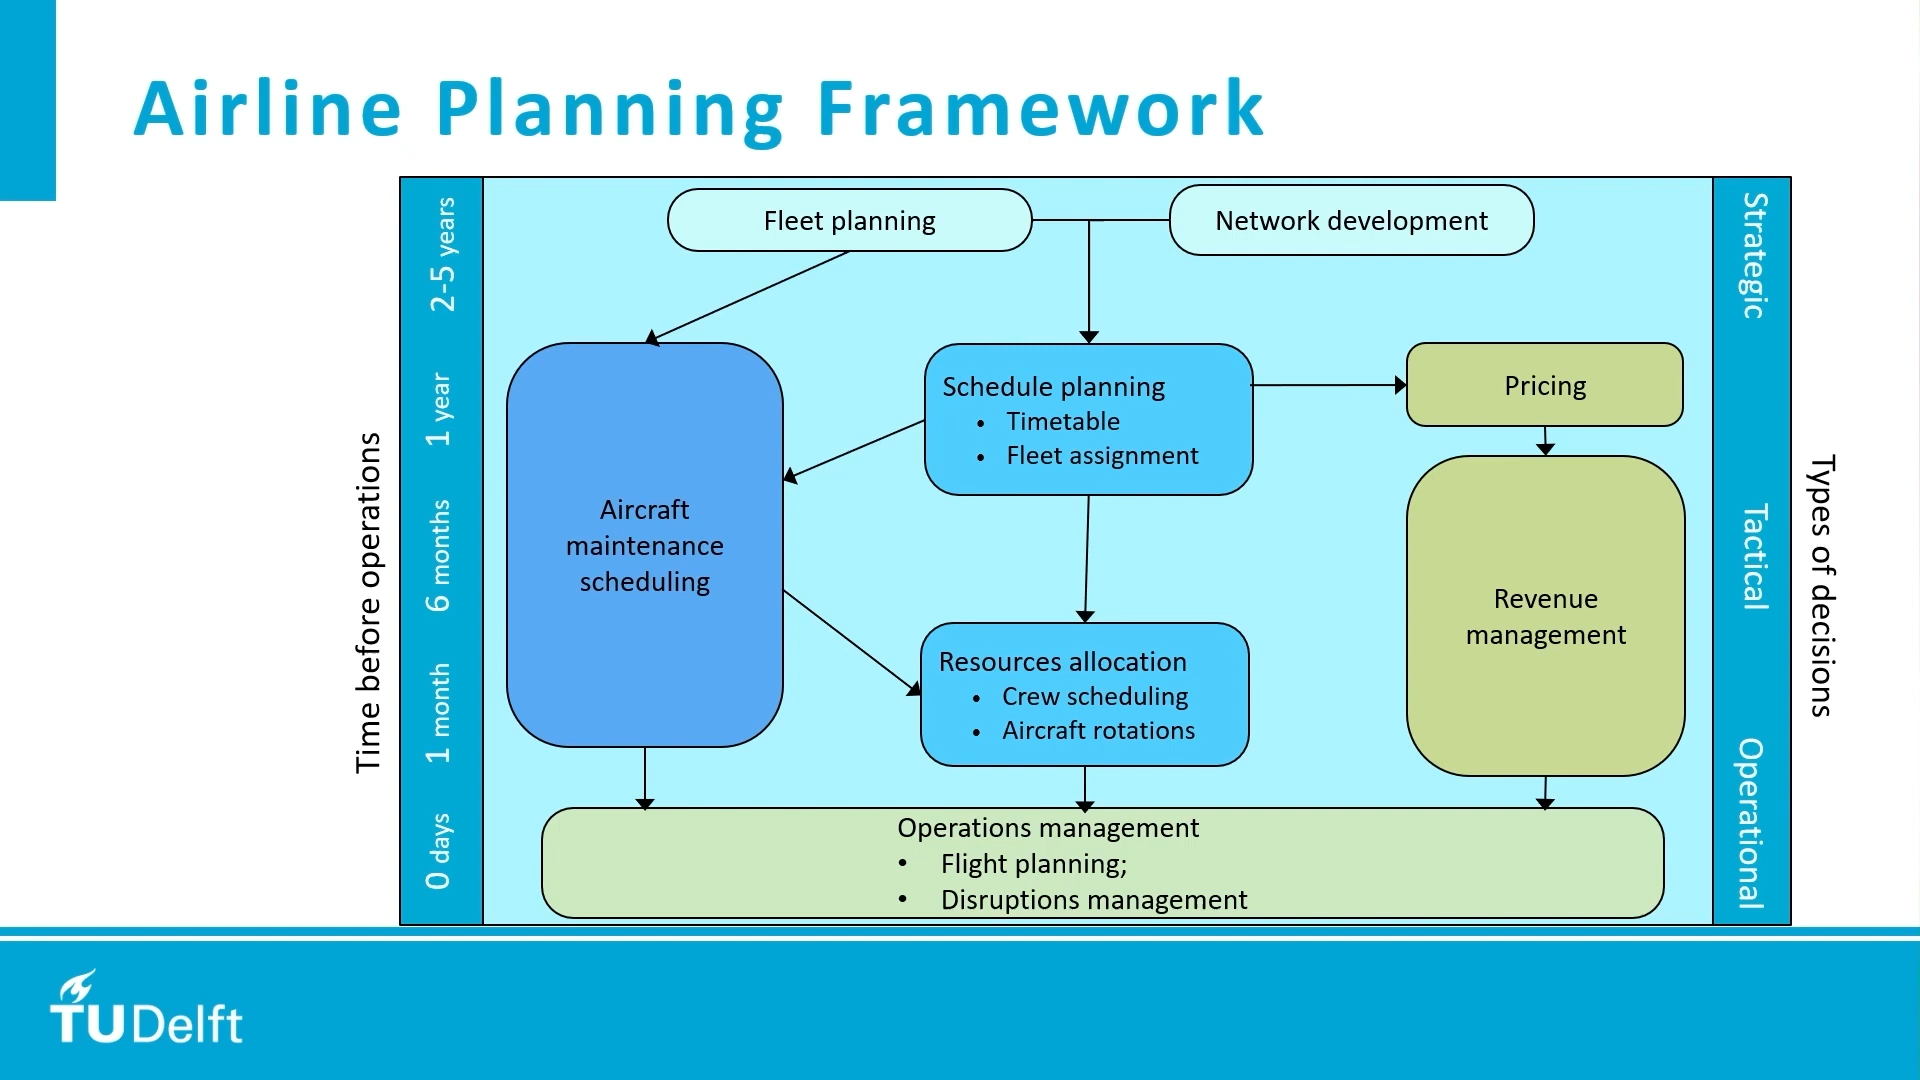 Airline Planning Framework
Time before operations
2-5 years
1 year
6 months
1 month
0 days
Fleet planning
Network development
Aircraft
maintenance
scheduling
Schedule planning
• Timetable
• Fleet assignment
Pricing
Resources allocation
• Crew scheduling
• Aircraft rotations
Revenue
management
Operations management
• Flight planning;
• Disruptions management
Strategic
Tactical
Operational
Types of decisions
TU Delft